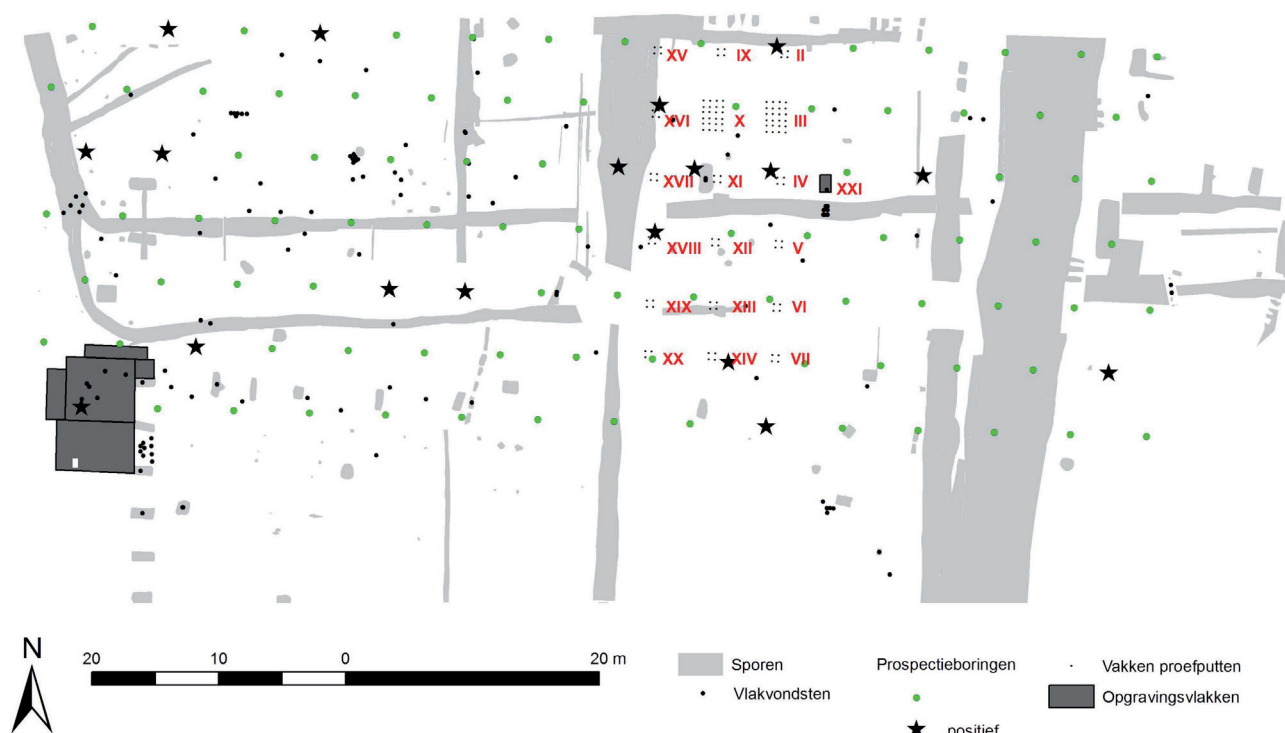 XV IX II
XVI X III
XVII XI IV XXI
XVIII XII V
XIX XIII VI
XX XIV VII
N
20 10 0 20 m
Sporen
Vlakvondsten
Prospectieboringen
positief
Vakken proefputten
Opgravingsvlakken